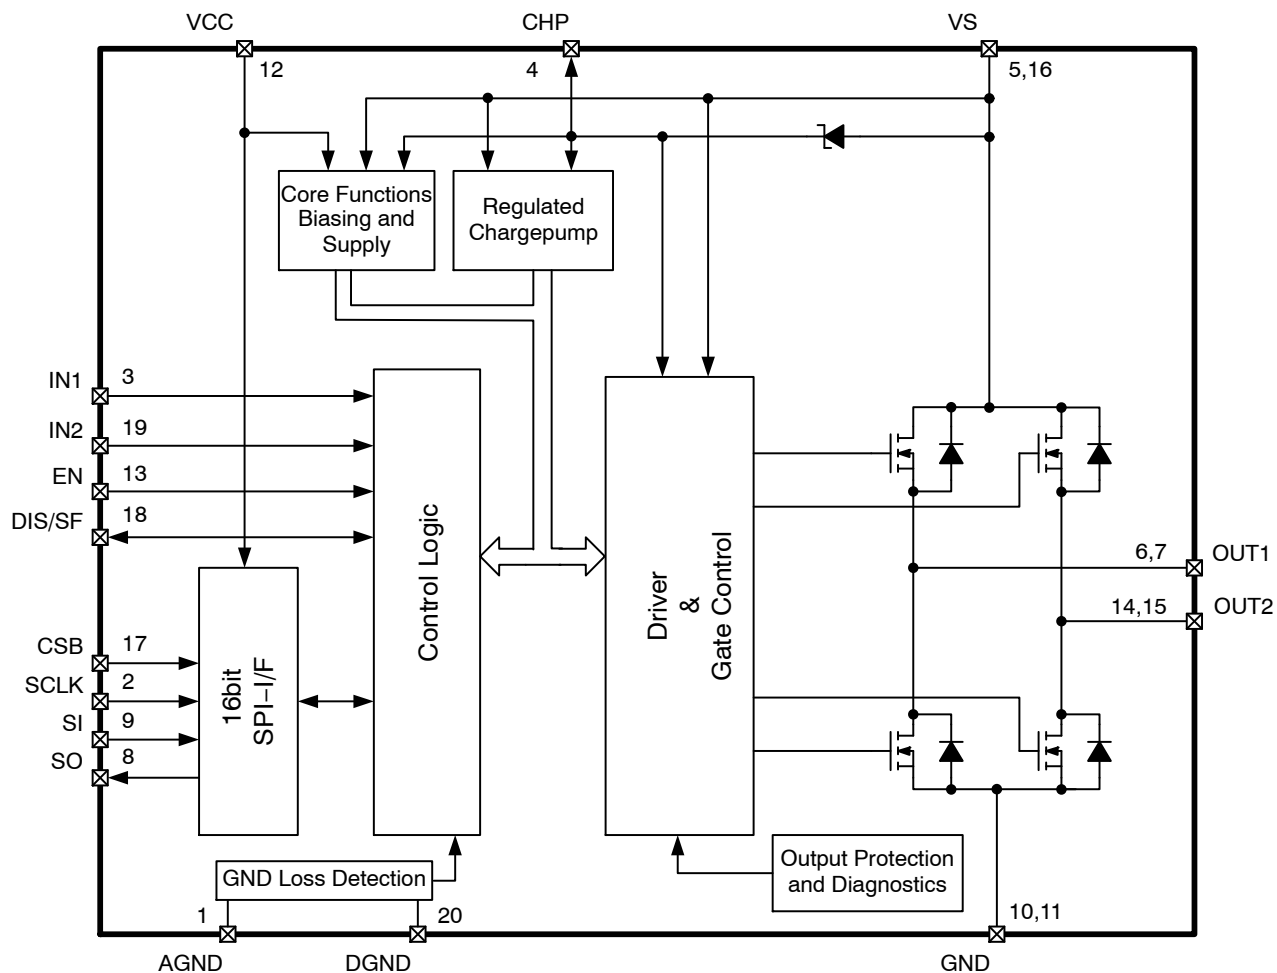 VCC
CHP
VS
12
4
5,16
Core Functions
Biasing and
Supply
Regulated
Chargepump
IN1
3
IN2
19
EN
13
DIS/SF
18
Control Logic
Driver
&
Gate Control
6,7
OUT1
14,15
OUT2
CSB
17
SCLK
2
SI
9
SO
8
16bit
SPI−I/F
GND Loss Detection
Output Protection
and Diagnostics
1
20
10,11
AGND
DGND
GND